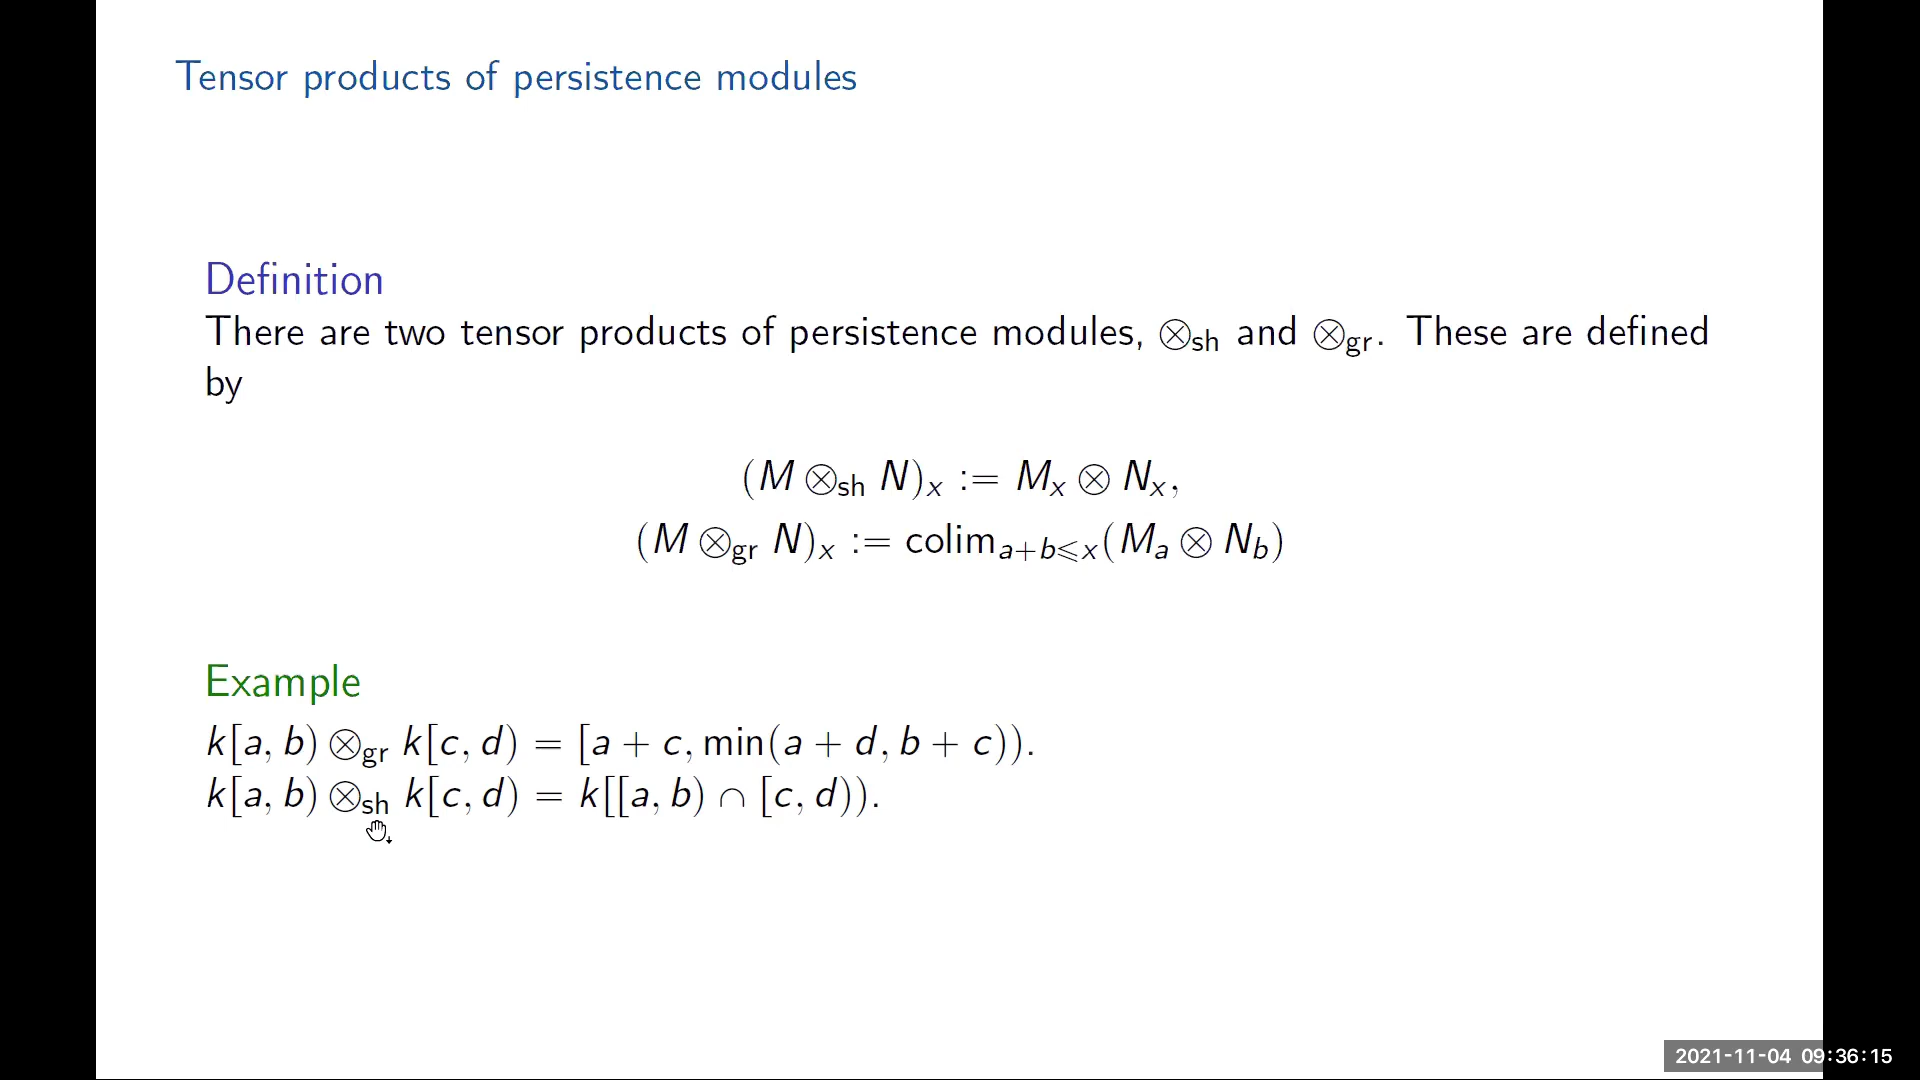 Tensor products of persistence modules
Definition
There are two tensor products of persistence modules, ⊗sh and ⊗gr. These are defined
by
(M ⊗sh N)x := Mx ⊗ Nx,
(M ⊗gr N)x := colima+b⩽x(Ma ⊗ Nb)
Example
k[a, b) ⊗gr k[c, d) = [a + c, min(a + d, b + c)).
k[a, b) ⊗sh k[c, d) = k[[a, b) ∩ [c, d)).
2021-11-04 09:36:15